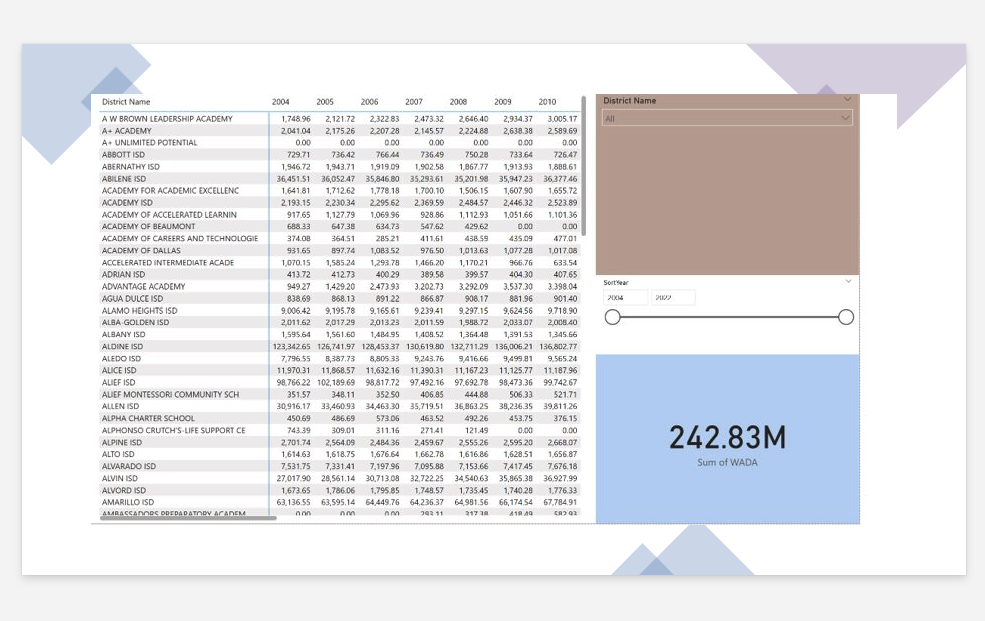 District Name 2004 2005 2006 2007 2008 2009 2010
A W BROWN LEADERSHIP ACADEMY 1,748.96 2,121.72 2,322.83 2,473.32 2,646.40 2,934.37 3,005.17
A+ ACADEMY 2,041.04 2,175.26 2,207.28 2,145.57 2,224.88 2,638.38 2,589.69
A+ UNLIMITED POTENTIAL 0.00 0.00 0.00 0.00 0.00 0.00 0.00
ABBOTT ISD 729.71 736.42 766.44 736.49 750.28 733.64 726.47
ABERNATHY ISD 1,946.72 1,943.71 1,919.09 1,902.58 1,867.77 1,913.93 1,888.61
ABILENE ISD 36,451.51 36,052.47 35,846.80 35,293.61 35,201.98 35,947.23 36,377.46
ACADEMY FOR ACADEMIC EXCELLENC 1,641.81 1,712.62 1,778.18 1,700.10 1,506.15 1,607.90 1,655.72
ACADEMY ISD 2,193.15 2,230.34 2,295.62 2,369.59 2,484.57 2,446.32 2,523.89
ACADEMY OF ACCELERATED LEARNIN 917.65 1,127.79 1,069.96 928.86 1,112.93 1,051.66 1,101.36
ACADEMY OF BEAUMONT 688.33 647.38 634.73 547.62 429.62 0.00 0.00
ACADEMY OF CAREERS AND TECHNOLOGIE 374.08 364.51 285.21 411.61 438.59 435.09 477.01
ACADEMY OF DALLAS 931.65 897.74 1,083.52 976.50 1,013.63 1,077.28 1,017.08
ACCELERATED INTERMEDIATE ACADE 1,070.15 1,585.24 1,293.78 1,466.20 1,170.21 966.76 633.54
ADRIAN ISD 413.72 412.73 400.29 389.58 399.57 404.30 407.65
ADVANTAGE ACADEMY 949.27 1,429.20 2,473.93 3,202.73 3,292.09 3,537.30 3,398.04
AGUA DULCE ISD 838.69 868.13 891.22 866.87 908.17 881.96 901.40
ALAMO HEIGHTS ISD 9,006.42 9,195.78 9,165.61 9,239.41 9,297.15 9,624.56 9,718.90
ALBA-GOLDEN ISD 2,011.62 2,017.29 2,013.23 2,011.59 1,988.72 2,033.07 2,008.40
ALBANY ISD 1,595.64 1,561.60 1,484.95 1,408.52 1,364.48 1,391.53 1,345.66
ALDINE ISD 123,342.65 126,741.97 128,453.37 130,619.80 132,711.29 136,006.21 136,802.77
ALEDO ISD 7,796.55 8,387.73 8,805.33 9,243.76 9,416.66 9,499.81 9,565.24
ALICE ISD 11,970.31 11,868.57 11,632.16 11,390.31 11,167.23 11,125.77 11,187.96
ALIEF ISD 98,766.22 102,189.69 98,817.72 97,492.16 97,692.78 98,473.36 99,742.67
ALIEF MONTESSORI COMMUNITY SCH 351.57 348.11 352.50 406.85 444.88 506.33 521.71
ALLEN ISD 30,916.17 33,460.93 34,463.30 35,719.51 36,863.25 38,236.35 39,811.26
ALPHA CHARTER SCHOOL 450.69 486.69 573.06 463.52 492.26 453.75 376.15
ALPHONSO CRUTCH'S-LIFE SUPPORT CE 743.39 309.01 311.16 271.41 121.49 0.00 0.00
ALPINE ISD 2,701.74 2,564.09 2,484.36 2,459.67 2,555.26 2,595.20 2,668.07
ALTO ISD 1,614.63 1,618.75 1,676.64 1,662.78 1,616.86 1,628.51 1,656.87
ALVARADO ISD 7,531.75 7,331.41 7,197.96 7,095.88 7,153.66 7,417.45 7,676.18
ALVIN ISD 27,017.90 28,561.14 30,713.08 32,722.25 34,540.63 35,865.38 36,927.99
ALVORD ISD 1,673.65 1,786.06 1,795.85 1,748.57 1,735.45 1,740.28 1,776.33
AMARILLO ISD 63,136.55 63,595.14 64,449.76 64,236.37 64,981.56 66,174.54 67,784.91
AMBASSADORS PREPARATORY ACADEM 0.00 0.00 0.00 293.11 317.38 418.49 582.93
District Name
All
SortYear
2004 2022
242.83M
Sum of WADA